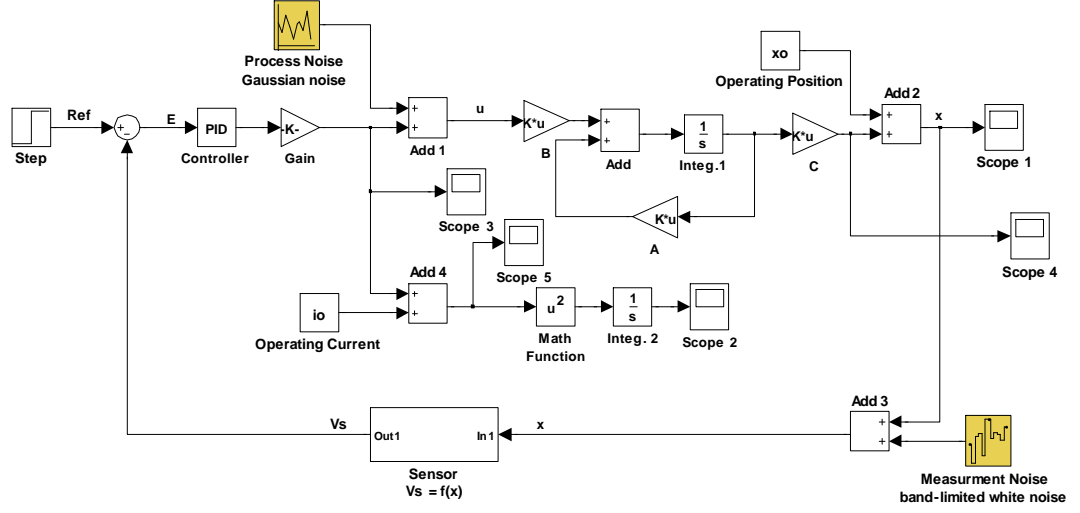 Process Noise
Gaussian noise
xo
Operating Position
Ref
E
PID
-K-
+
-
+
+
u
K*u
B
+
+
1
s
K*u
C
Add 2
+
+
x
Step
Controller
Gain
Add 1
Add
Integ.1
Scope 1
K*u
A
Scope 3
Scope 5
Scope 4
Add 4
+
+
io
Operating Current
u2
Math
Function
1
s
Integ. 2
Scope 2
Add 3
+
+
Vs
Out1
In1
x
Sensor
Vs = f(x)
Measurment Noise
band-limited white noise